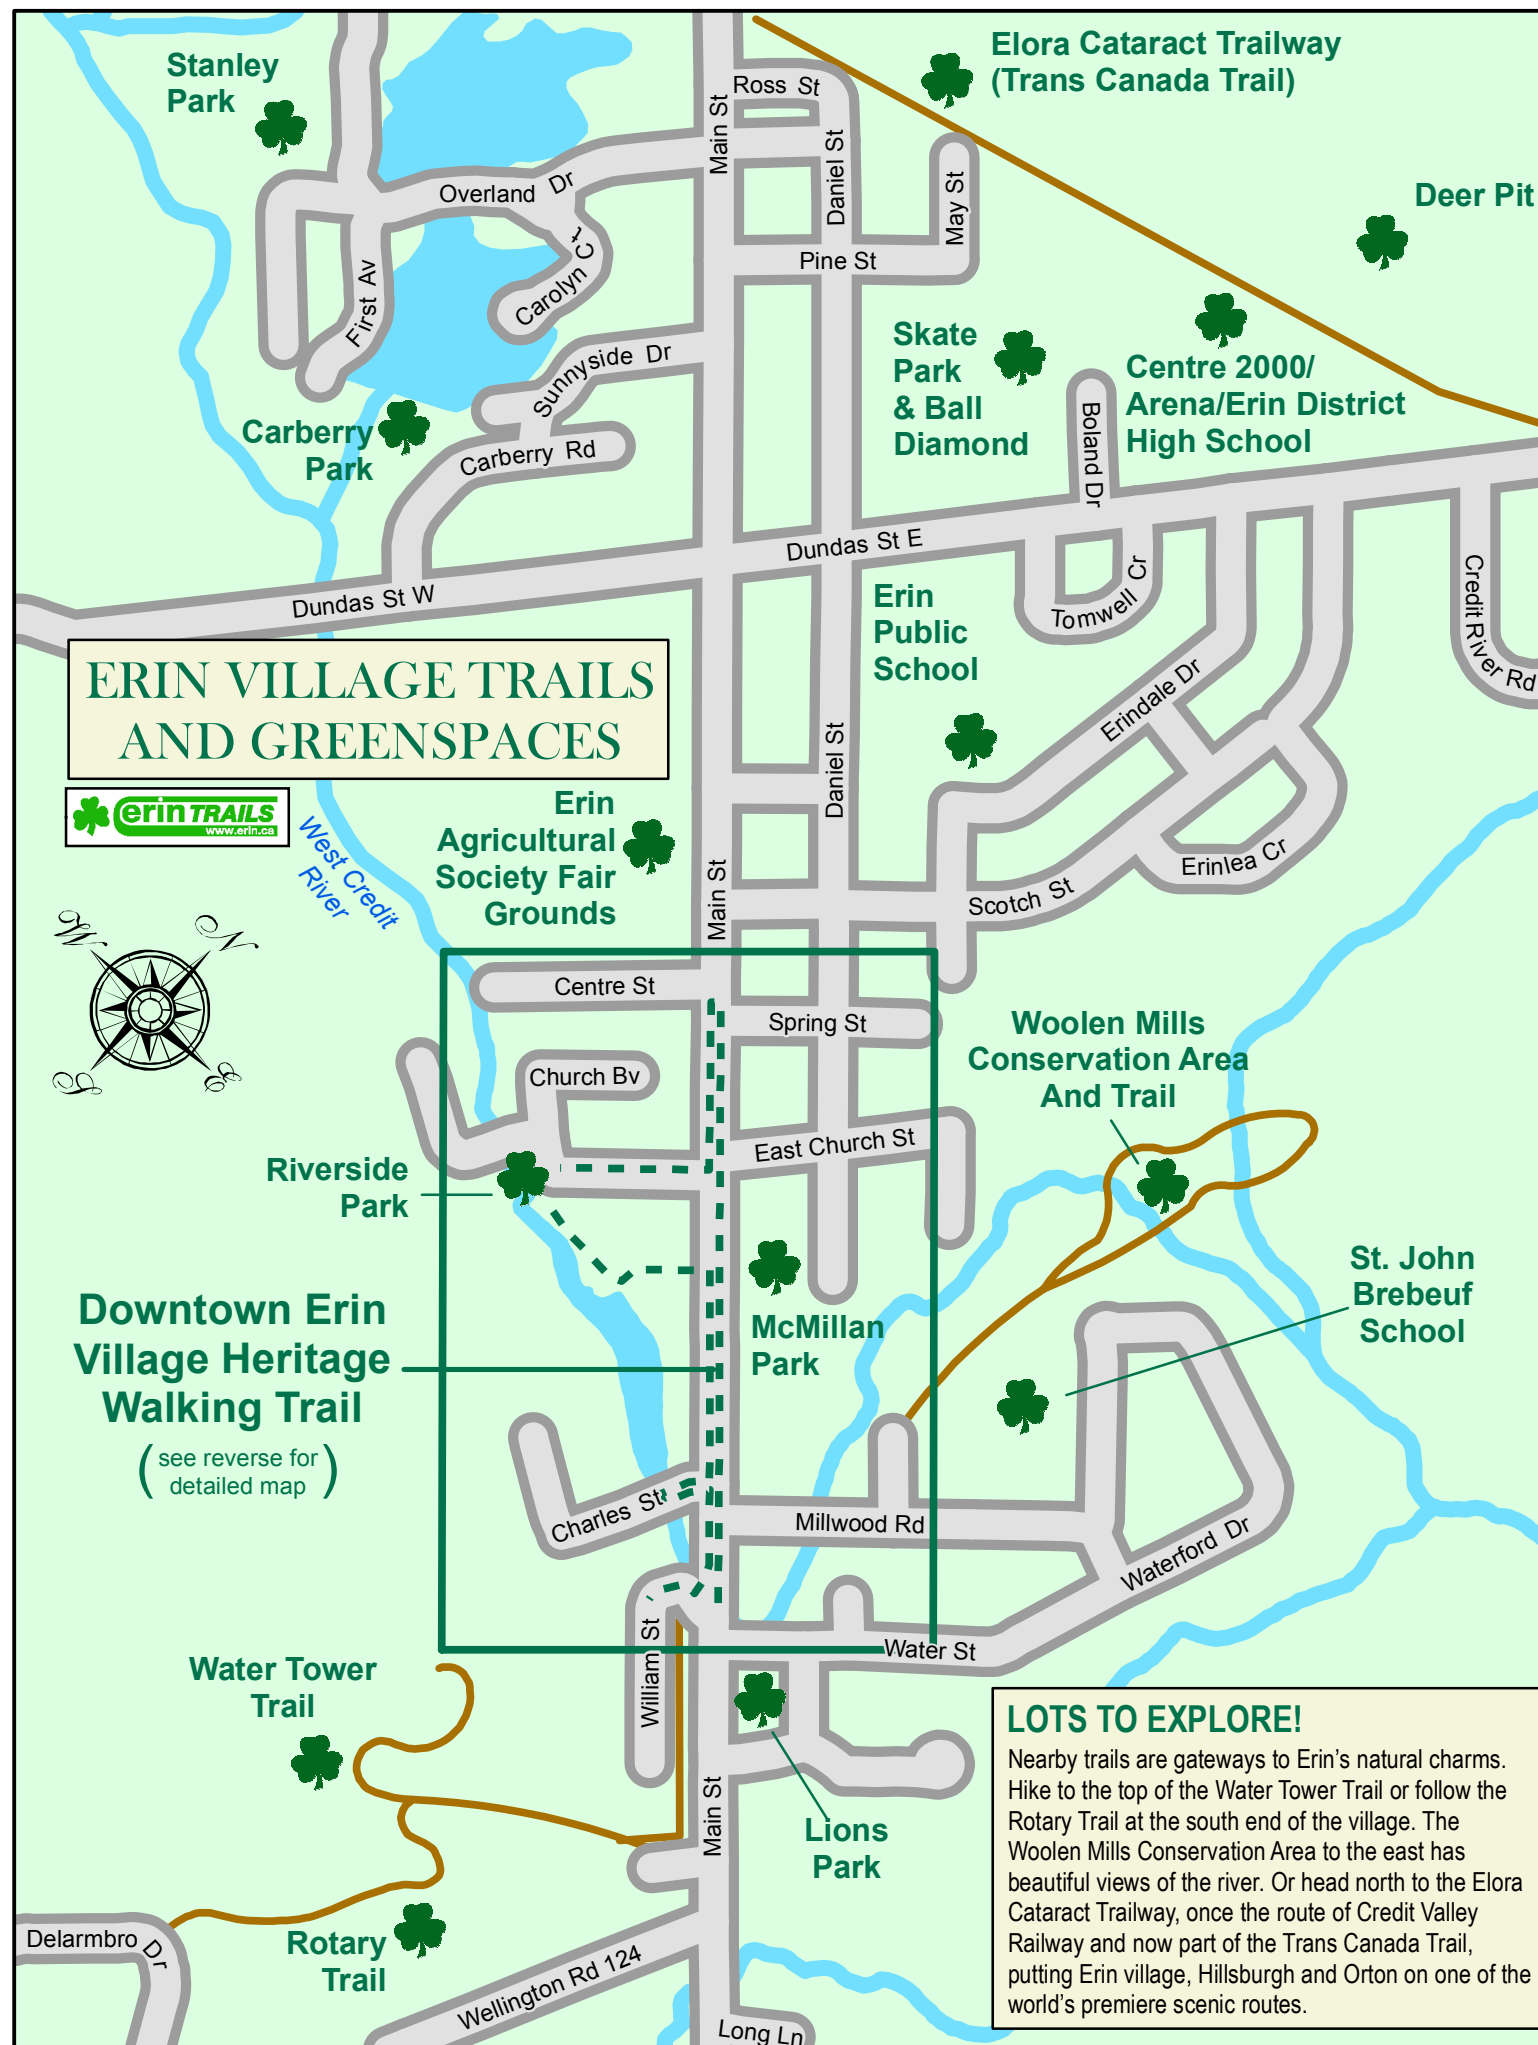 Stanley
Park
Elora Cataract Trailway
(Trans Canada Trail)
Ross St
Main St
Daniel St
May St
Deer Pit
Overland Dr
Pine St
Carolyn Ct
First Av
Skate
Park
& Ball
Diamond
Centre 2000/
Arena/Erin District
High School
Sunnyside Dr
Carberry
Park
Carberry Rd
Boland Dr
Dundas St E
Dundas St W
Tomwell Cr
Credit River Rd
Erin
Public
School
ERIN VILLAGE TRAILS
AND GREENSPACES
Erindale Dr
Daniel St
erin TRAILS
www.erin.ca
West Credit
River
Erin
Agricultural
Society Fair
Grounds
Main St
Erinlea Cr
Scotch St
W
N
S
E
Centre St
Spring St
Woolen Mills
Conservation Area
And Trail
Church Bv
East Church St
Riverside
Park
St. John
Brebeuf
School
Downtown Erin
Village Heritage
Walking Trail
(see reverse for
detailed map)
McMillan
Park
Charles St
Millwood Rd
Waterford Dr
William St
Water St
Water Tower
Trail
Main St
Lions
Park
LOTS TO EXPLORE!
Nearby trails are gateways to Erin's natural charms.
Hike to the top of the Water Tower Trail or follow the
Rotary Trail at the south end of the village. The
Woolen Mills Conservation Area to the east has
beautiful views of the river. Or head north to the Elora
Cataract Trailway, once the route of Credit Valley
Railway and now part of the Trans Canada Trail,
putting Erin village, Hillsburgh and Orton on one of the
world's premiere scenic routes.
Delarmbro Dr
Rotary
Trail
Wellington Rd 124
Long Ln